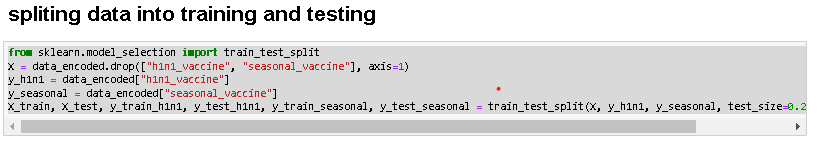 spliting data into training and testing
from sklearn.model_selection import train_test_split
X = data_encoded.drop(["h1n1_vaccine", "seasonal_vaccine"], axis=1)
y_h1n1 = data_encoded["h1n1_vaccine"]
y_seasonal = data_encoded["seasonal_vaccine"]
X_train, X_test, y_train_h1n1, y_test_h1n1, y_train_seasonal, y_test_seasonal = train_test_split(X, y_h1n1, y_seasonal, test_size=0.2